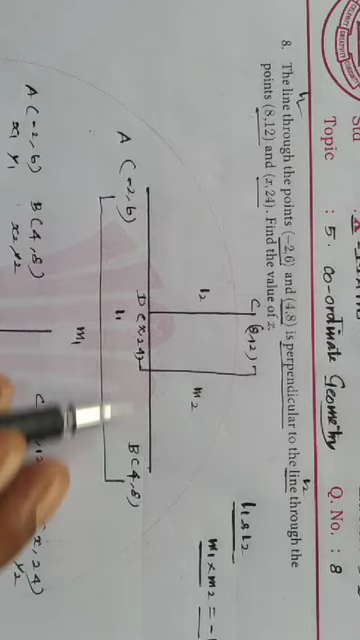 Std
Topic : 5. co-ordinate Geometry Q. No. : 8
8. The line through the points (-2,6) and (4,8) is perpendicular to the line through the
points (8,12) and (x,24). Find the value of x.
l2
C (8,12)
l2 m2
l1 & l2
m1 × m2 = -1
D(x,24)
A (-2,6) l1 B(4,8)
m1
A (-2,6) B (4,8) C x, 24)
x1 y1 x2 y2 y2